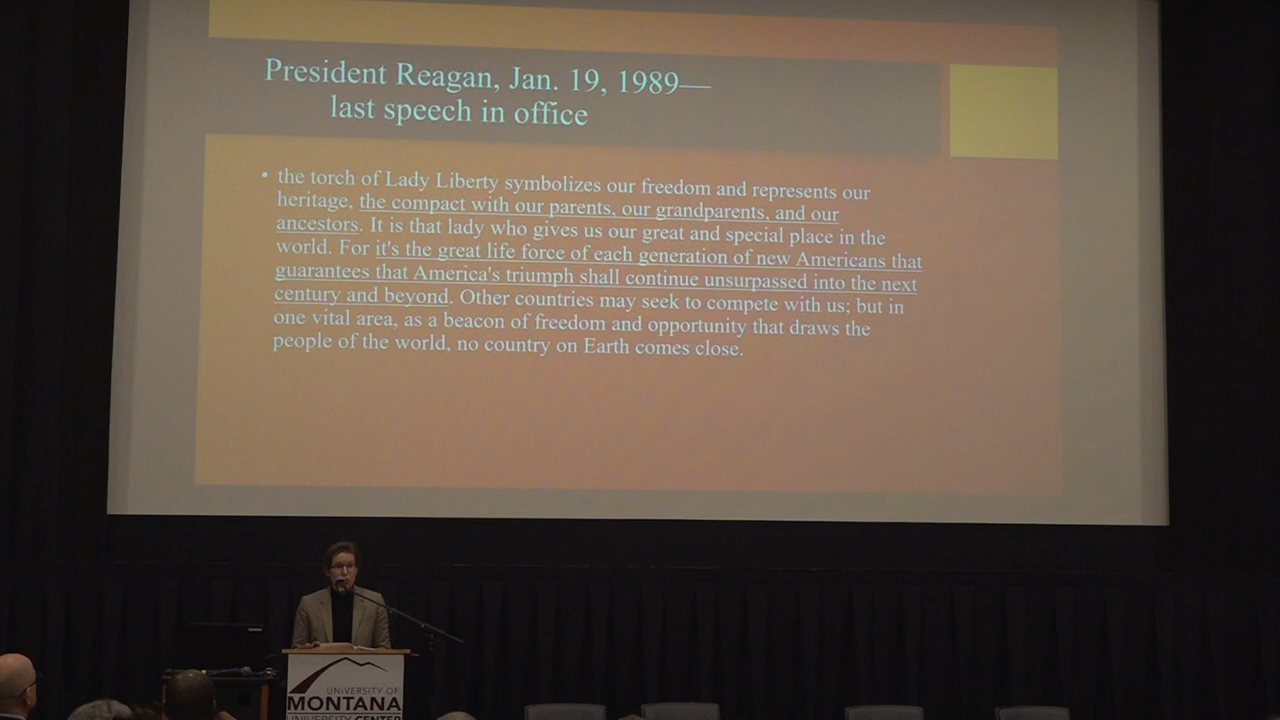 President Reagan, Jan. 19, 1989—
last speech in office
• the torch of Lady Liberty symbolizes our freedom and represents our
heritage, the compact with our parents, our grandparents, and our
ancestors. It is that lady who gives us our great and special place in the
world. For it's the great life force of each generation of new Americans that
guarantees that America's triumph shall continue unsurpassed into the next
century and beyond. Other countries may seek to compete with us; but in
one vital area, as a beacon of freedom and opportunity that draws the
people of the world, no country on Earth comes close.
UNIVERSITY OF
MONTANA
UNIVERSITY CENTER